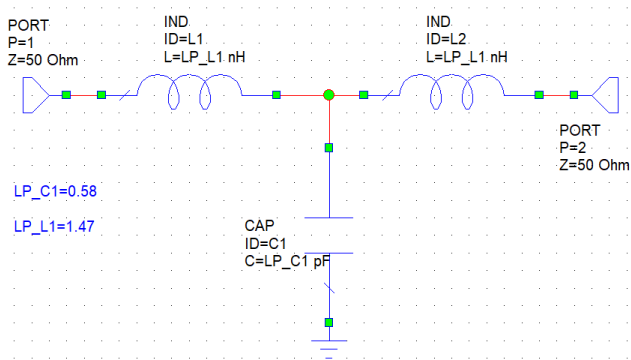 PORT
P=1
Z=50 Ohm
IND
ID=L1
L=LP_L1 nH
IND
ID=L2
L=LP_L1 nH
PORT
P=2
Z=50 Ohm
LP_C1=0.58
LP_L1=1.47
CAP
ID=C1
C=LP_C1 pF